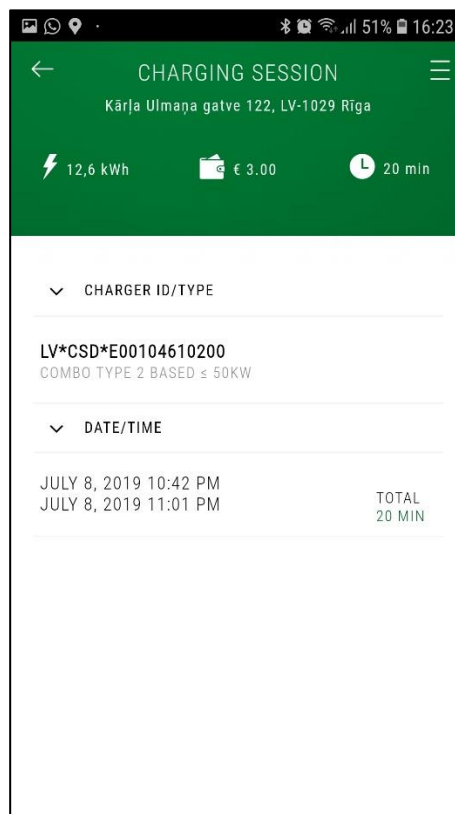 51% 16:23
CHARGING SESSION
Kārļa Ulmaņa gatve 122, LV-1029 Rīga
12,6 kWh € 3.00 20 min
CHARGER ID/TYPE
LV*CSD*E00104610200
COMBO TYPE 2 BASED ≤ 50KW
DATE/TIME
JULY 8, 2019 10:42 PM
JULY 8, 2019 11:01 PM
TOTAL
20 MIN